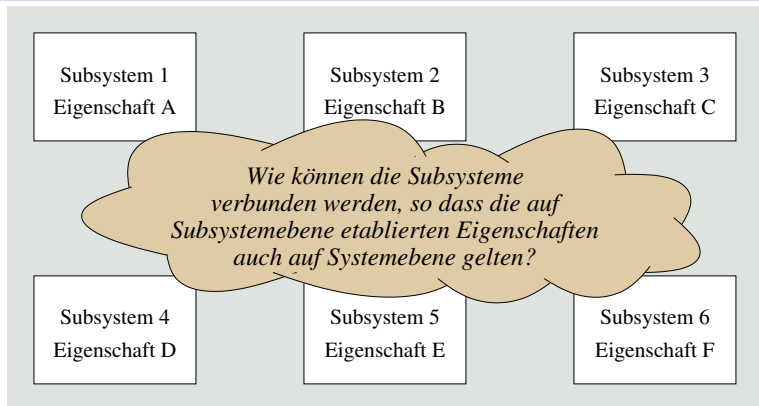 Subsystem 1
Eigenschaft A
Subsystem 2
Eigenschaft B
Subsystem 3
Eigenschaft C
Wie können die Subsysteme
verbunden werden, so dass die auf
Subsystemebene etablierten Eigenschaften
auch auf Systemebene gelten?
Subsystem 4
Eigenschaft D
Subsystem 5
Eigenschaft E
Subsystem 6
Eigenschaft F